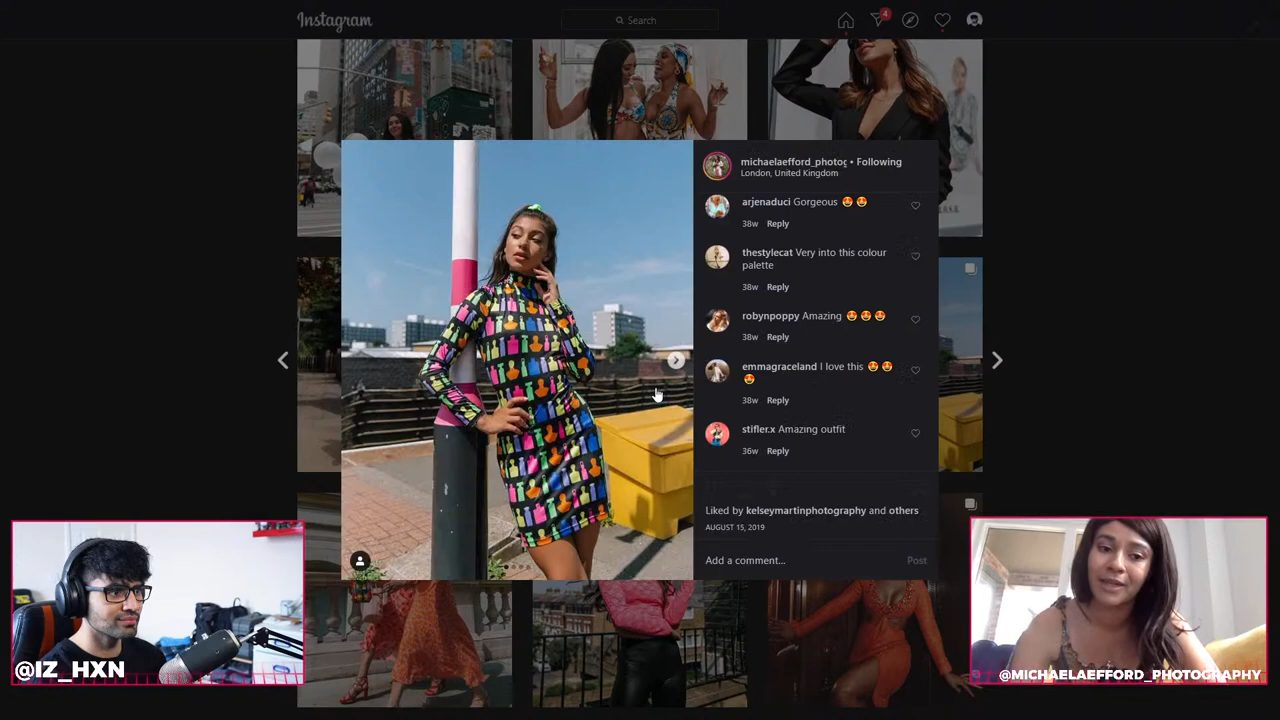 Instagram
Search
4
michaelaefford_photog • Following
London, United Kingdom
arjenaduci Gorgeous 😍 😍
38w Reply
thestylecat Very into this colour
palette
38w Reply
robynpoppy Amazing 😍 😍 😍
38w Reply
emmagraceland I love this 😍 😍
😍
38w Reply
stifler.x Amazing outfit
36w Reply
Liked by kelseymartinphotography and others
AUGUST 15, 2019
Add a comment... Post
@IZ_HXN
@MICHAELAEFFORD_PHOTOGRAPHY